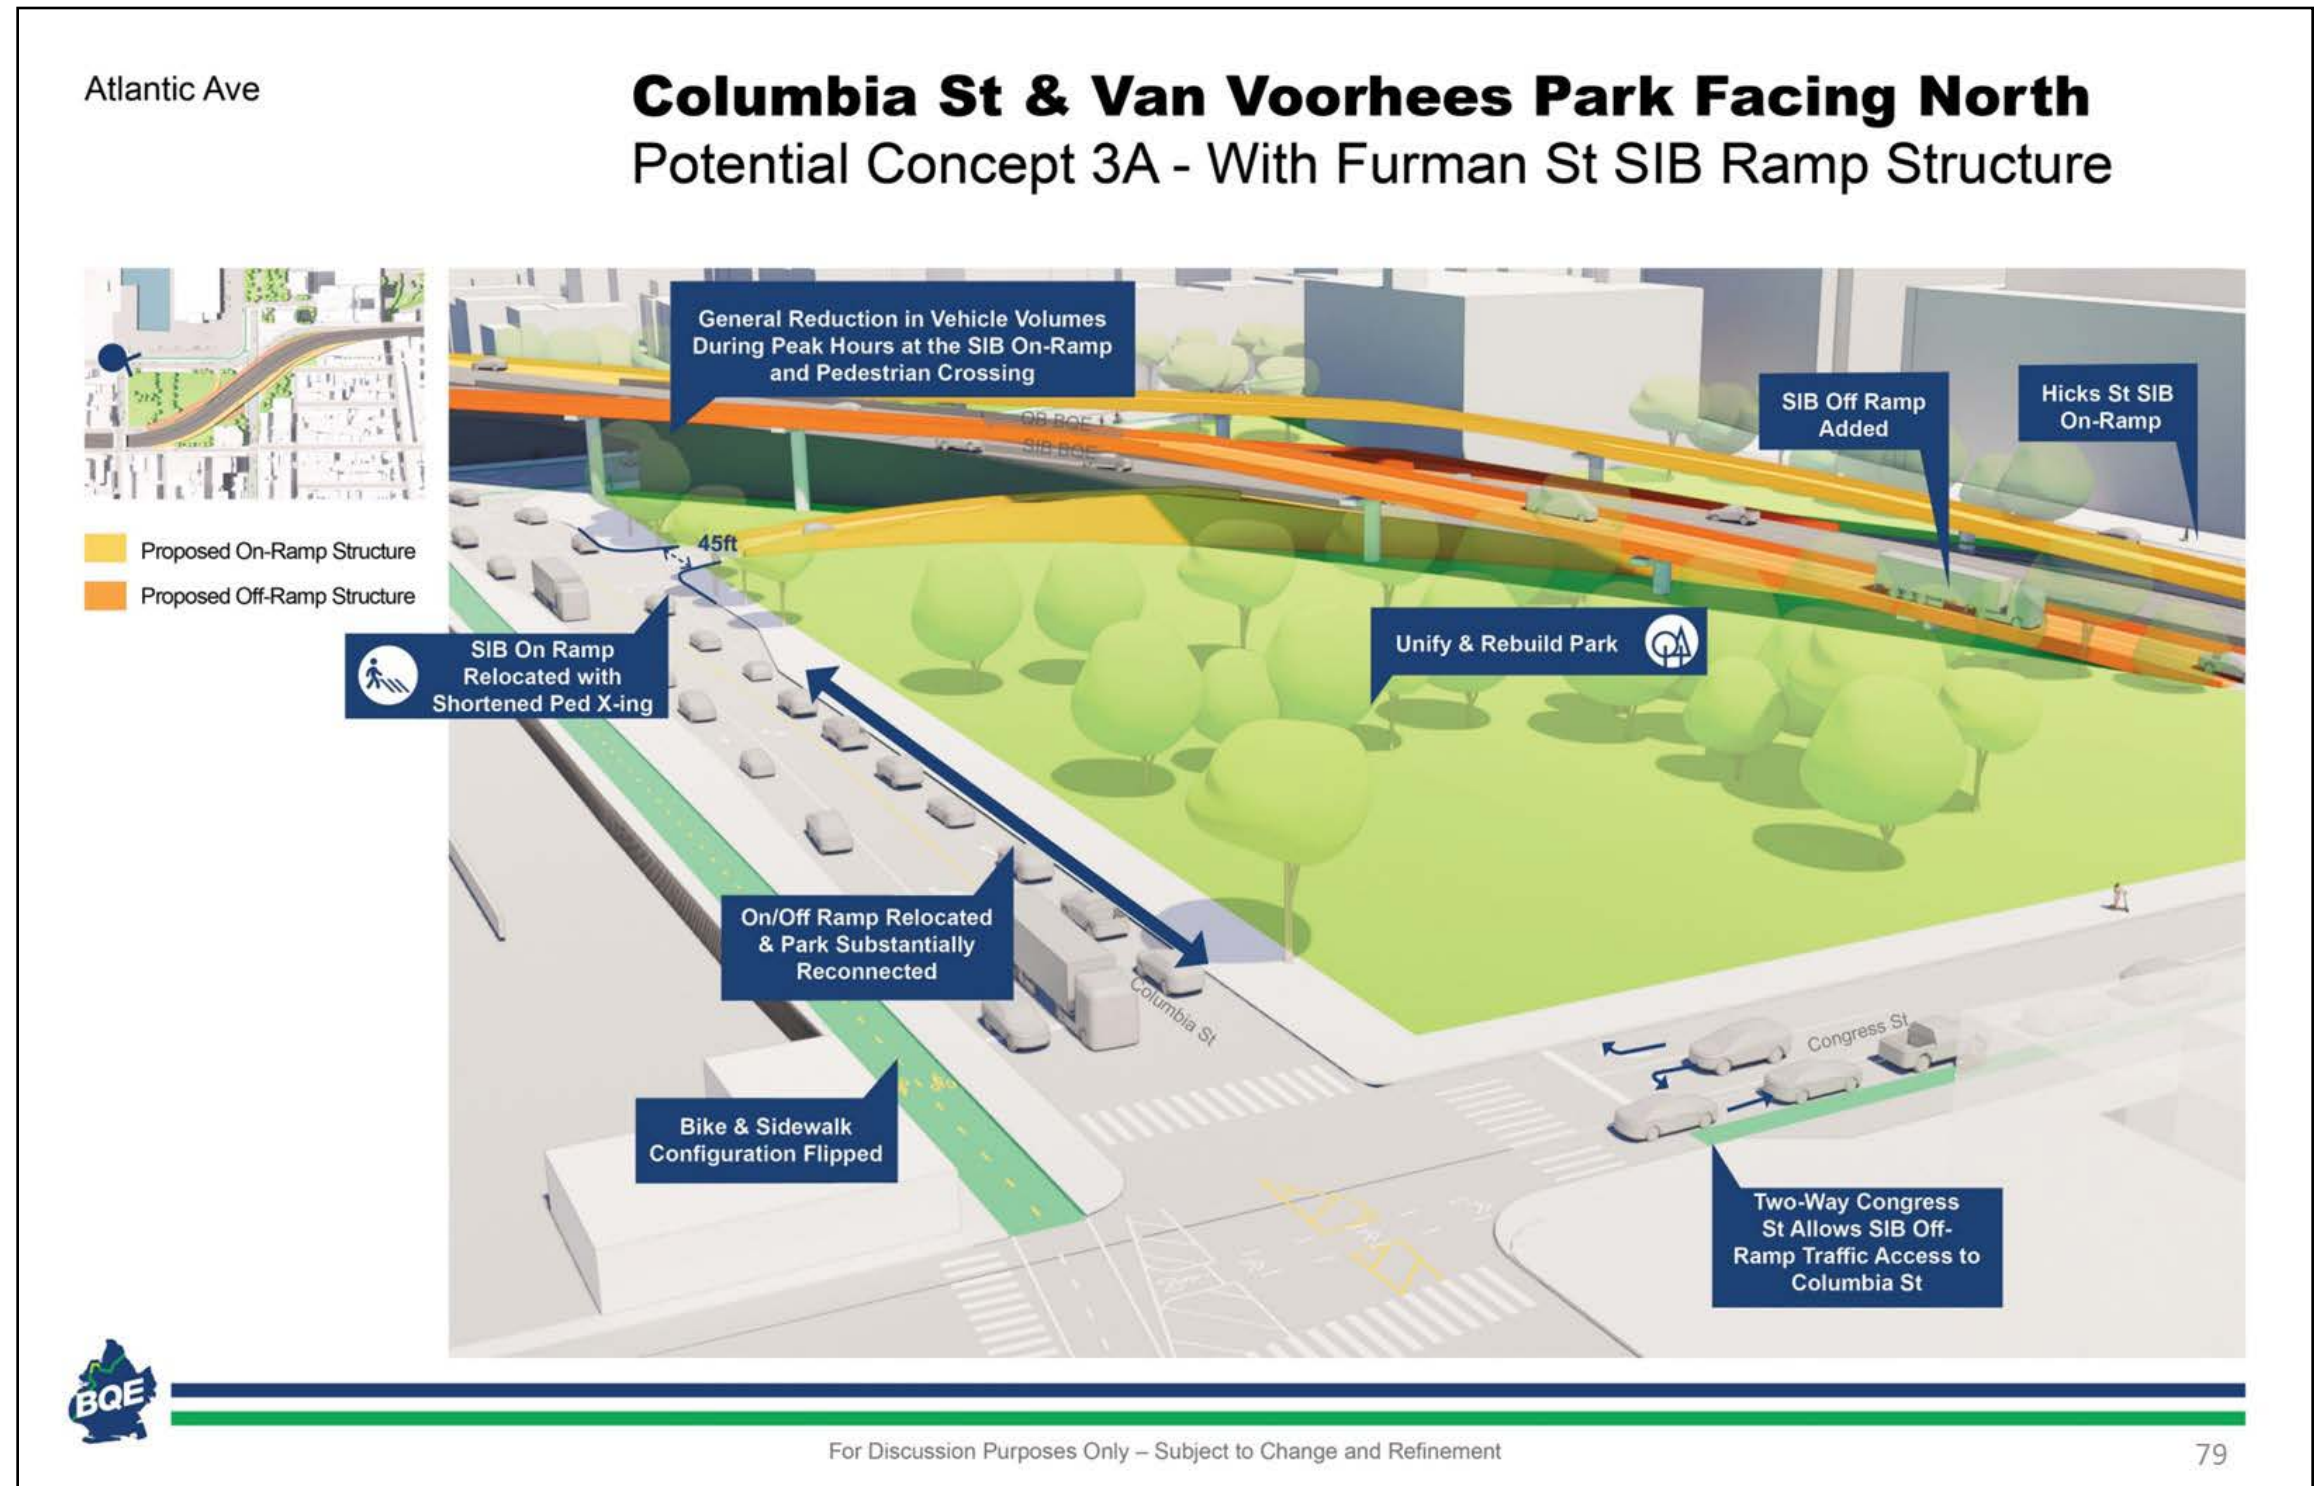 Atlantic Ave
Columbia St & Van Voorhees Park Facing North
Potential Concept 3A - With Furman St SIB Ramp Structure
General Reduction in Vehicle Volumes
During Peak Hours at the SIB On-Ramp
and Pedestrian Crossing
SIB Off Ramp
Added
Hicks St SIB
On-Ramp
QB BQE
SIB BQE
Proposed On-Ramp Structure
Proposed Off-Ramp Structure
45ft
SIB On Ramp
Relocated with
Shortened Ped X-ing
Unify & Rebuild Park
On/Off Ramp Relocated
& Park Substantially
Reconnected
Columbia St
Congress St
Bike & Sidewalk
Configuration Flipped
Two-Way Congress
St Allows SIB Off-
Ramp Traffic Access to
Columbia St
BQE
For Discussion Purposes Only – Subject to Change and Refinement
79